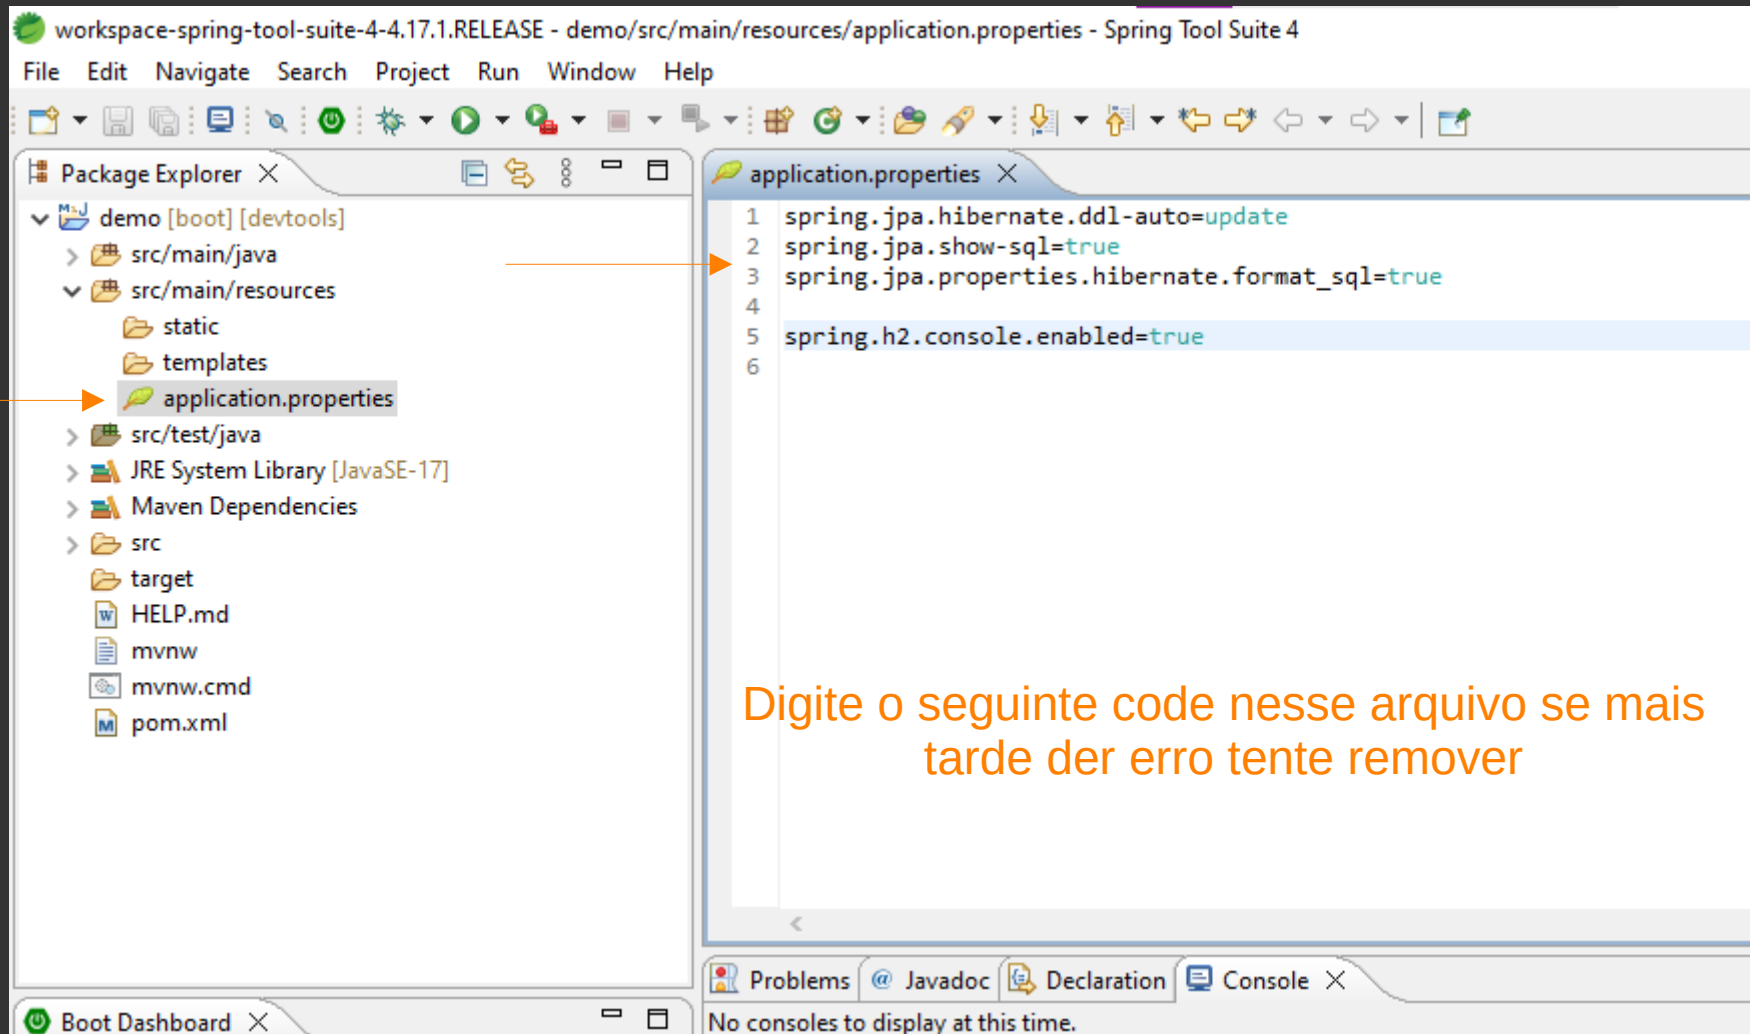 workspace-spring-tool-suite-4-4.17.1.RELEASE - demo/src/main/resources/application.properties - Spring Tool Suite 4
File Edit Navigate Search Project Run Window Help
Package Explorer
demo [boot] [devtools]
src/main/java
src/main/resources
static
templates
application.properties
src/test/java
JRE System Library [JavaSE-17]
Maven Dependencies
src
target
HELP.md
mvnw
mvnw.cmd
pom.xml
Boot Dashboard
application.properties
1 spring.jpa.hibernate.ddl-auto=update
2 spring.jpa.show-sql=true
3 spring.jpa.properties.hibernate.format_sql=true
4
5 spring.h2.console.enabled=true
6
Digite o seguinte code nesse arquivo se mais
tarde der erro tente remover
Problems @ Javadoc Declaration Console
No consoles to display at this time.